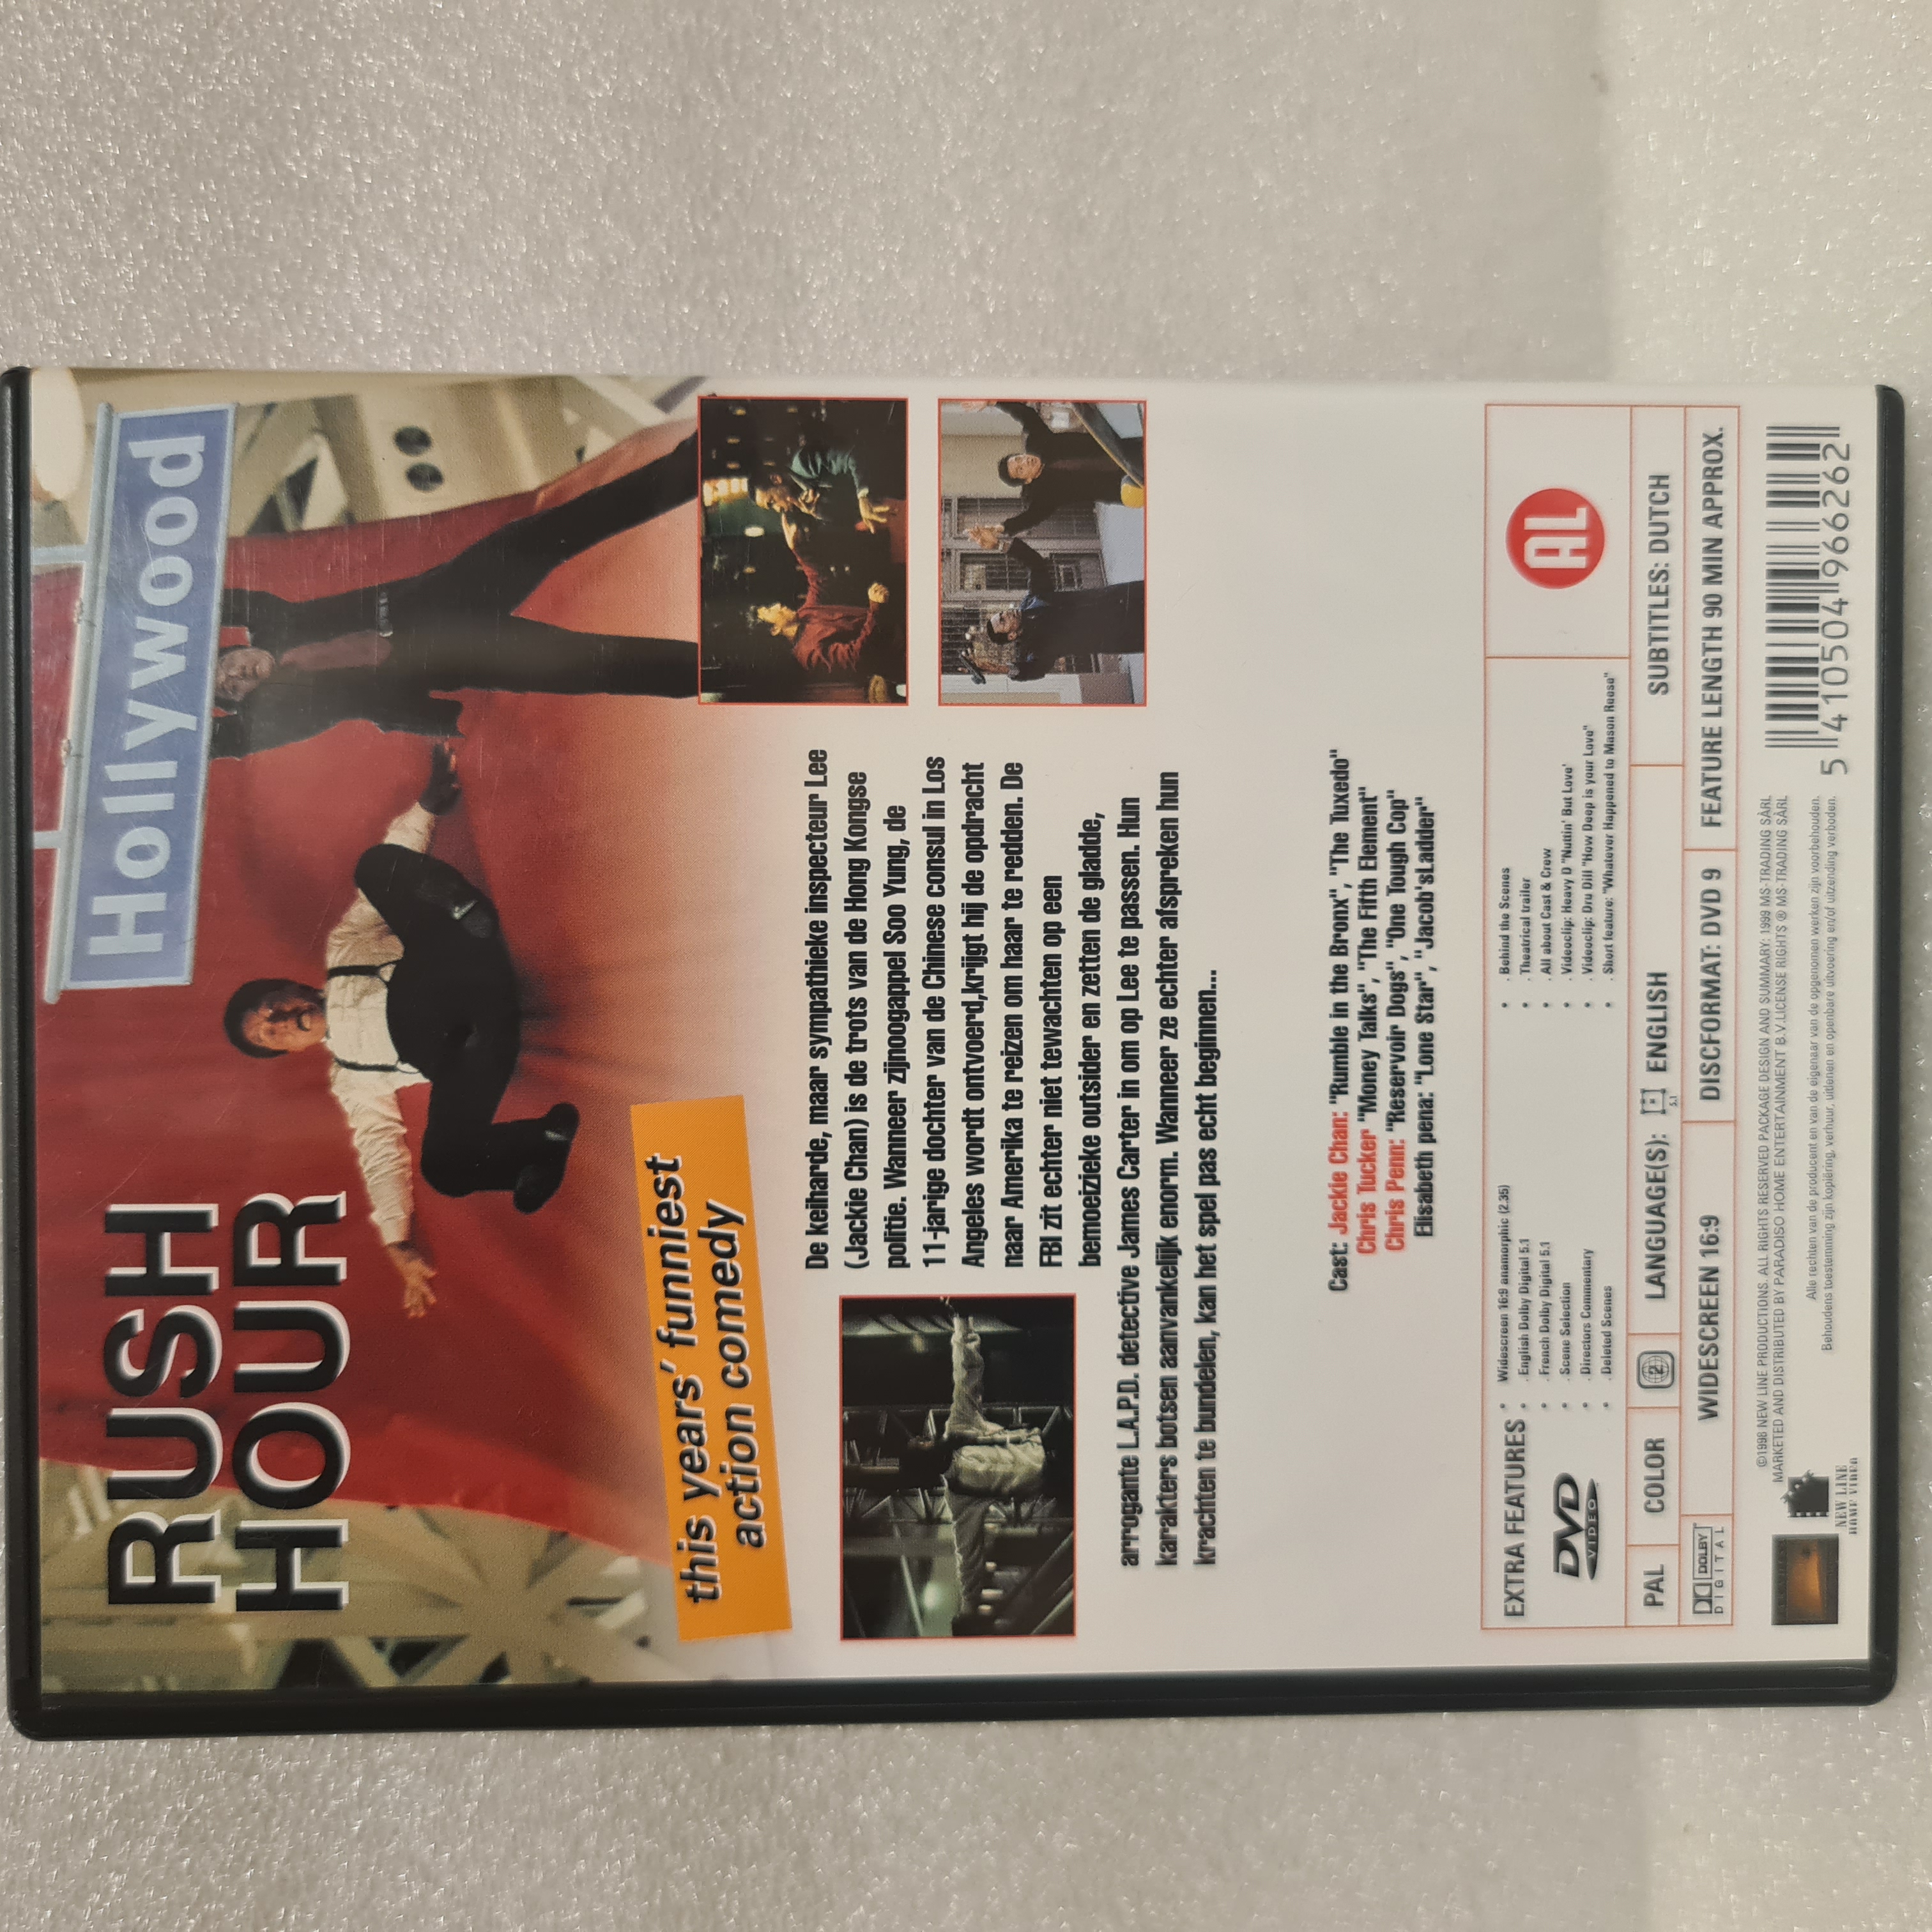 Hollywood
RUSH
HOUR
this years' funniest
action comedy
De keiharde, maar sympathieke inspecteur Lee
(Jackie Chan) is de trots van de Hong Kongse
politie. Wanneer zijnoogappel Soo Yung, de
11-jarige dochter van de Chinese consul in Los
Angeles wordt ontvoerd,krijgt hij de opdracht
naar Amerika te reizen om haar te redden. De
FBI zit echter niet tewachten op een
bemoeizieke outsider en zetten de gladde,
arrogante L.A.P.D. detective James Carter in om op Lee te passen. Hun
karakters botsen aanvankelijk enorm. Wanneer ze echter afspreken hun
krachten te bundelen, kan het spel pas echt beginnen...
Cast: Jackie Chan: "Rumble in the Bronx", "The Tuxedo"
Chris Tucker "Money Talks", "The Fifth Element"
Chris Penn: "Reservoir Dogs", "One Tough Cop"
Elisabeth pena: "Lone Star", "Jacob'sLadder"
EXTRA FEATURES
• Widescreen 16:9 anamorphic (2.35)
• . English Dolby Digital 5.1
• . French Dolby Digital 5.1
• . Scene Selection
• . Directors Commentary
• . Deleted Scenes
• . Behind the Scenes
• . Theatrical trailer
• . All about Cast & Crew
• . Videoclip: Heavy D "Nuttin' But Love'
• . Videoclip: Dru Dill "How Deep is your Love"
• . Short feature: "Whatever Happened to Mason Reese"
DVD
VIDEO
AL
PAL COLOR 2 LANGUAGE(S): 5.1 ENGLISH SUBTITLES: DUTCH
DOLBY
DIGITAL
WIDESCREEN 16:9 DISCFORMAT: DVD 9 FEATURE LENGTH 90 MIN APPROX.
©1998 NEW LINE PRODUCTIONS. ALL RIGHTS RESERVED PACKAGE DESIGN AND SUMMARY: 1999 MS-TRADING SÀRL
MARKETED AND DISTRIBUTED BY PARADISO HOME ENTERTAINMENT B.V.LICENSE RIGHTS ® MS-TRADING SÀRL
Alle rechten van de producent en van de eigenaar van de opgenomen werken zijn voorbehouden.
Behoudens toestemming zijn kopiëring, verhuur, uitlenen en openbare uitvoering en/of uitzending verboden.
NEW LINE
HOME VIDEO
5 410504 966262